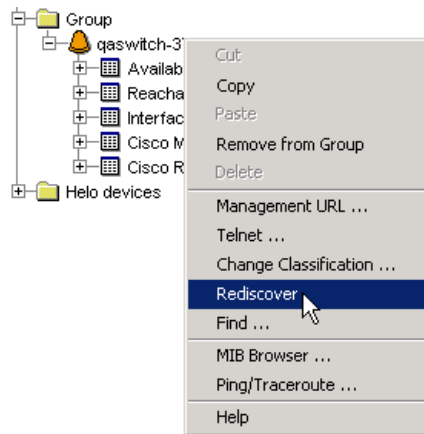 Group
qaswitch-3
Availab
Reacha
Interfac
Cisco M
Cisco R
Helo devices
Cut
Copy
Paste
Remove from Group
Delete
Management URL ...
Telnet ...
Change Classification ...
Rediscover
Find ...
MIB Browser ...
Ping/Traceroute ...
Help